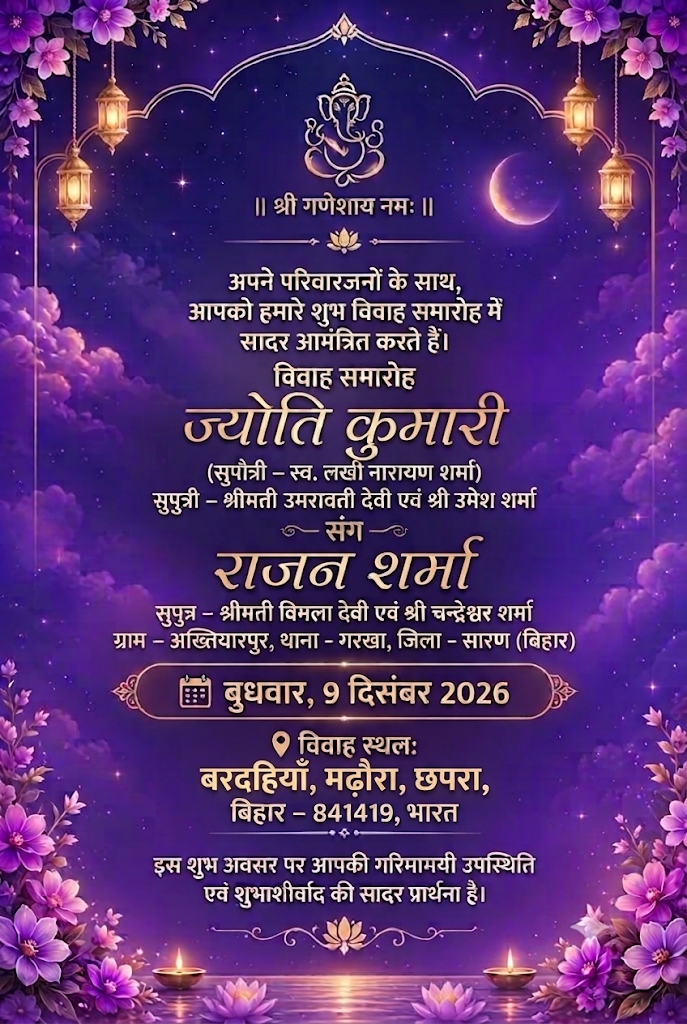 ॥ श्री गणेशाय नमः ॥
अपने परिवारजनों के साथ,
आपको हमारे शुभ विवाह समारोह में
सादर आमंत्रित करते हैं।
विवाह समारोह
ज्योति कुमारी
(सुपौत्री – स्व. लखी नारायण शर्मा)
सुपुत्री – श्रीमती उमरावती देवी एवं श्री उमेश शर्मा
संग
राजन शर्मा
सुपुत्र – श्रीमती विमला देवी एवं श्री चन्द्रेश्वर शर्मा
ग्राम – अख्तियारपुर, थाना - गरखा, जिला - सारण (बिहार)
बुधवार, 9 दिसंबर 2026
विवाह स्थल:
बरदहियाँ, मढ़ौरा, छपरा,
बिहार – 841419, भारत
इस शुभ अवसर पर आपकी गरिमामयी उपस्थिति
एवं शुभाशीर्वाद की सादर प्रार्थना है।